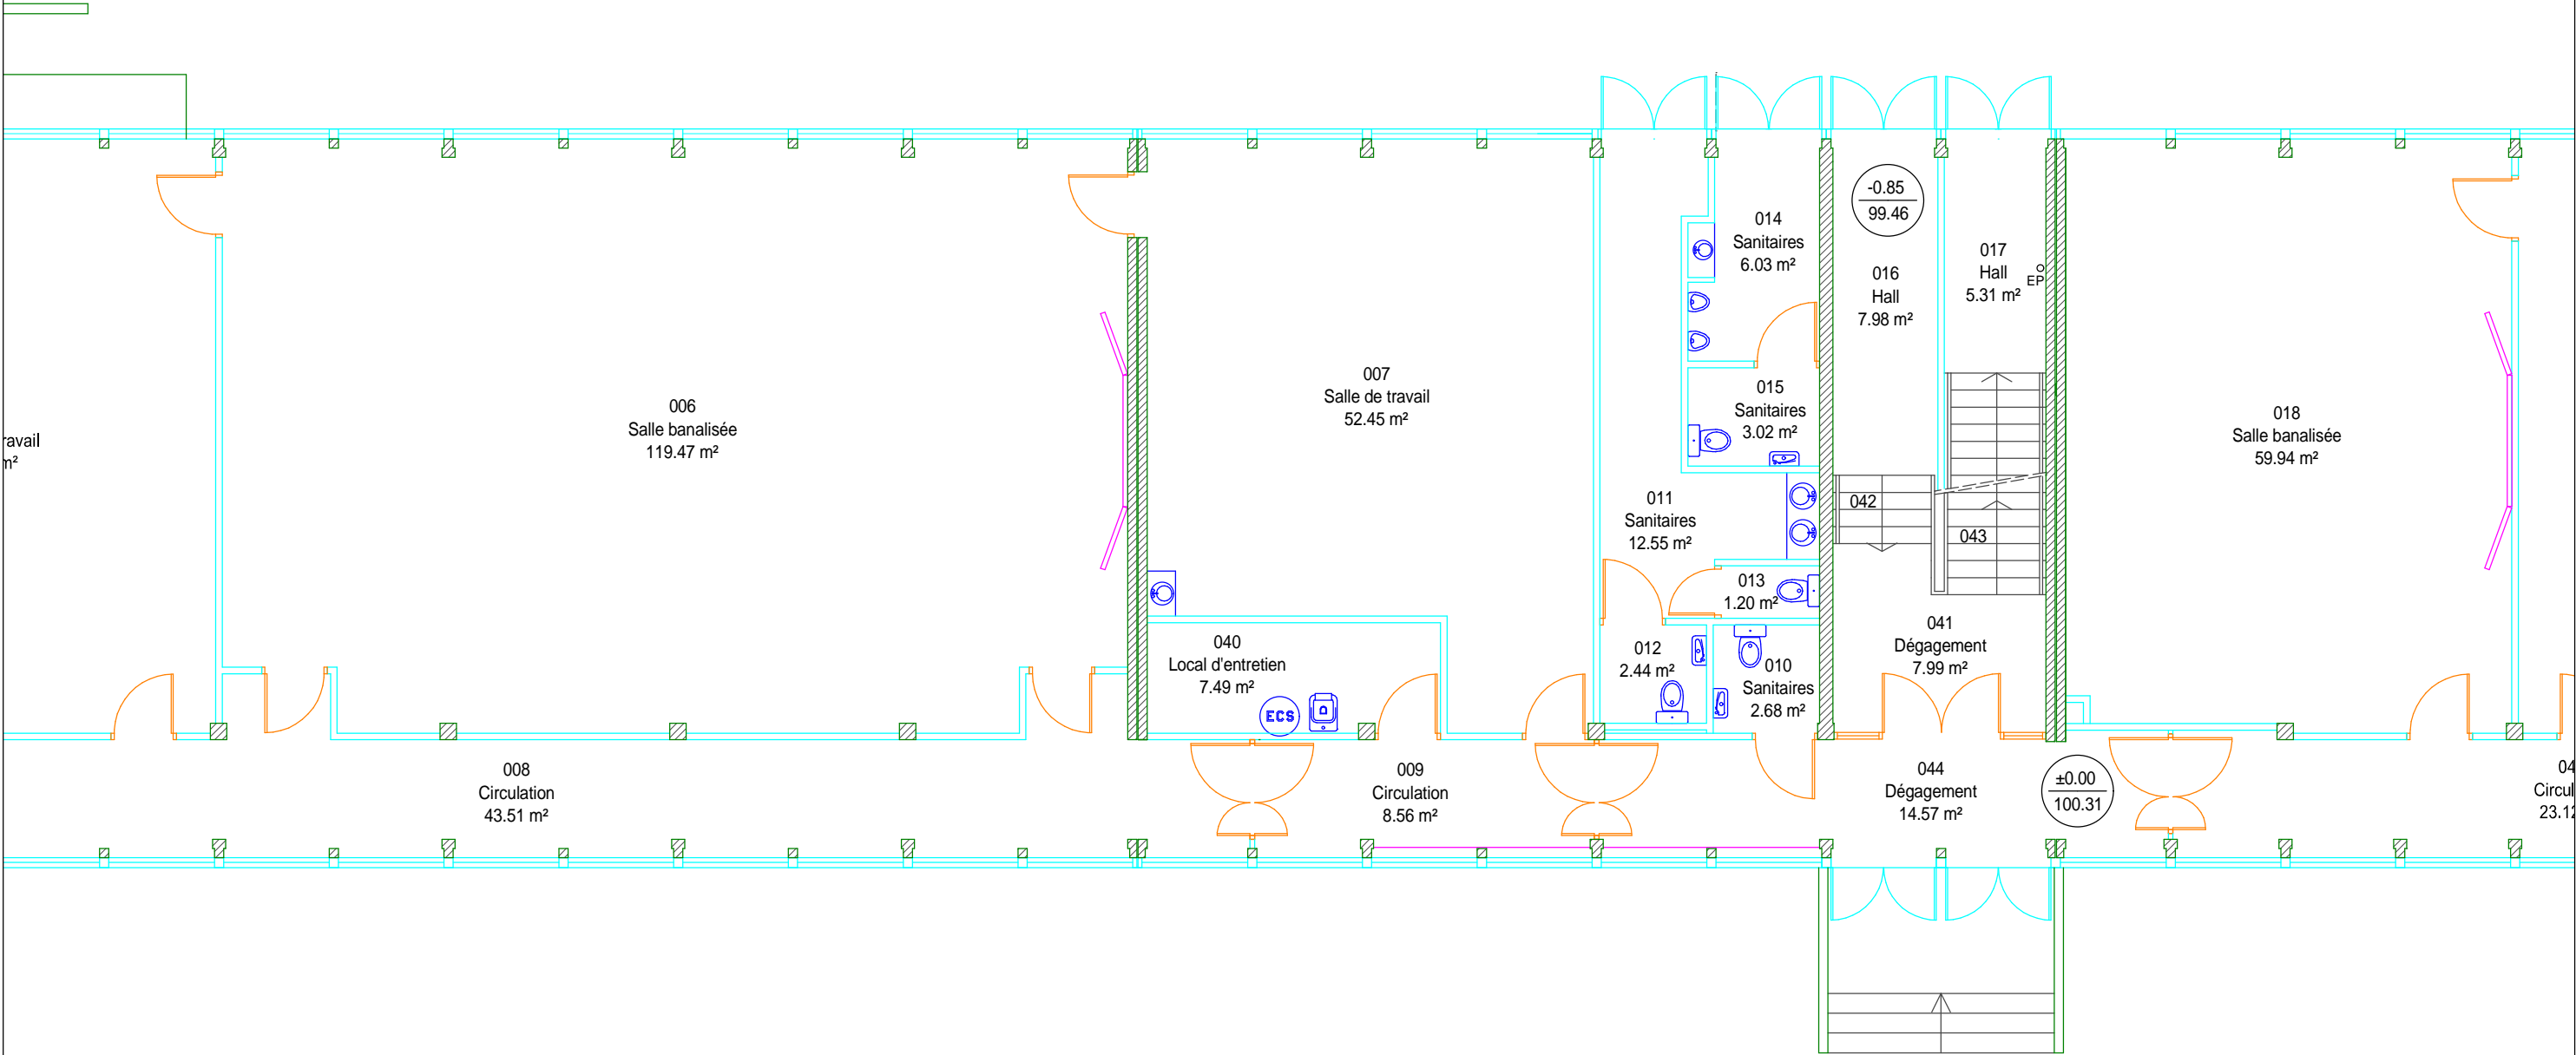 ravail
m²
006
Salle banalisée
119.47 m²
007
Salle de travail
52.45 m²
014
Sanitaires
6.03 m²
015
Sanitaires
3.02 m²
-0.85
99.46
016
Hall
7.98 m²
017
Hall
5.31 m²
EP
018
Salle banalisée
59.94 m²
011
Sanitaires
12.55 m²
042
043
013
1.20 m²
040
Local d'entretien
7.49 m²
ECS
012
2.44 m²
010
Sanitaires
2.68 m²
041
Dégagement
7.99 m²
008
Circulation
43.51 m²
009
Circulation
8.56 m²
044
Dégagement
14.57 m²
±0.00
100.31
04
Circul
23.12